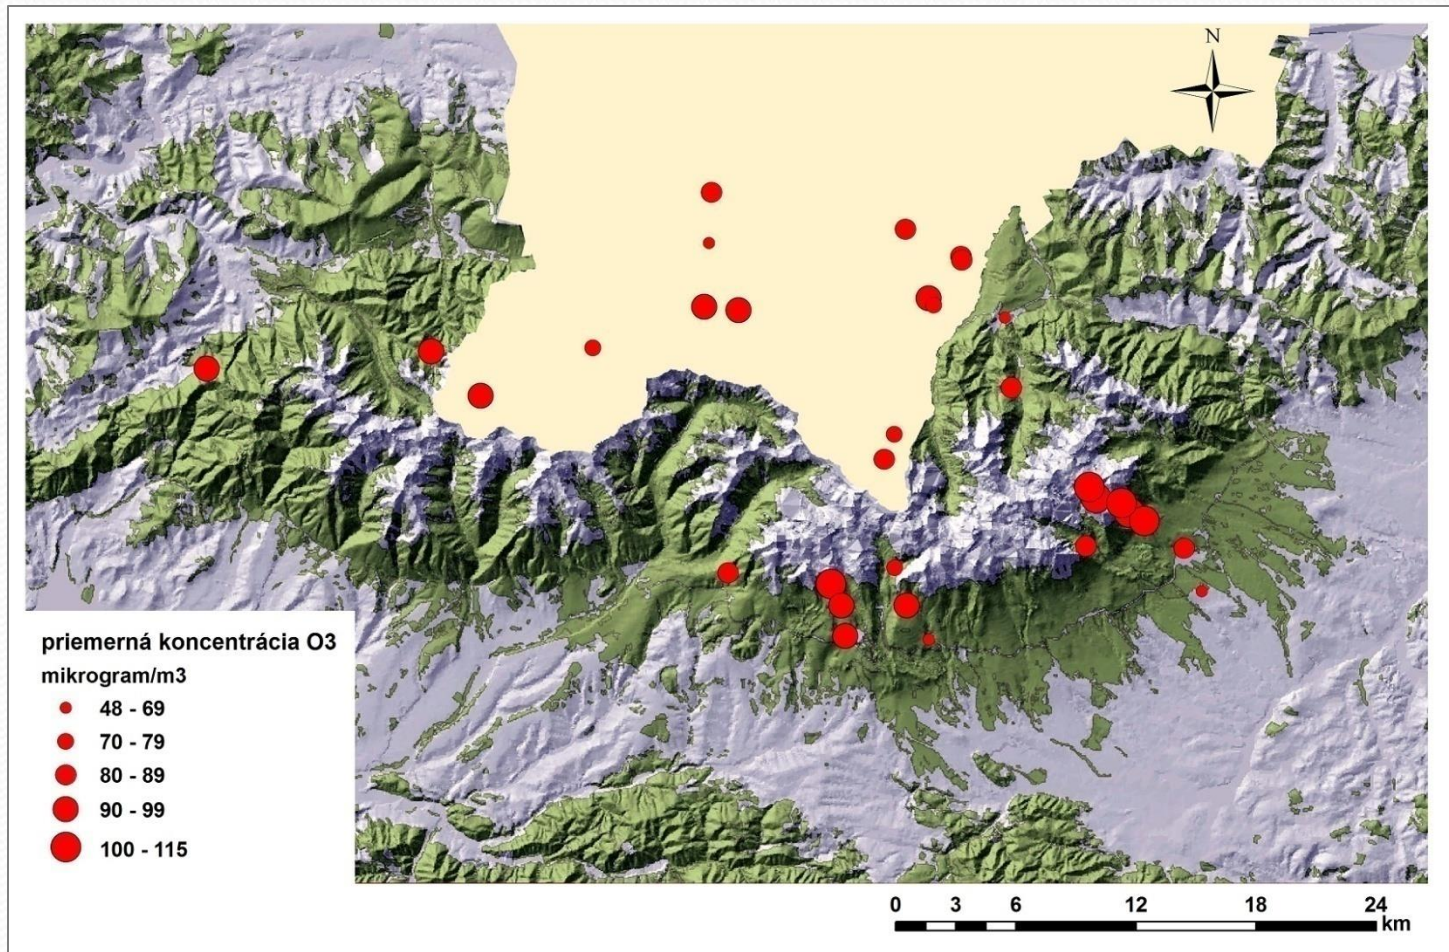 N
priemerná koncentrácia O3
mikrogram/m3
48 - 69
70 - 79
80 - 89
90 - 99
100 - 115
0 3 6 12 18 24
km